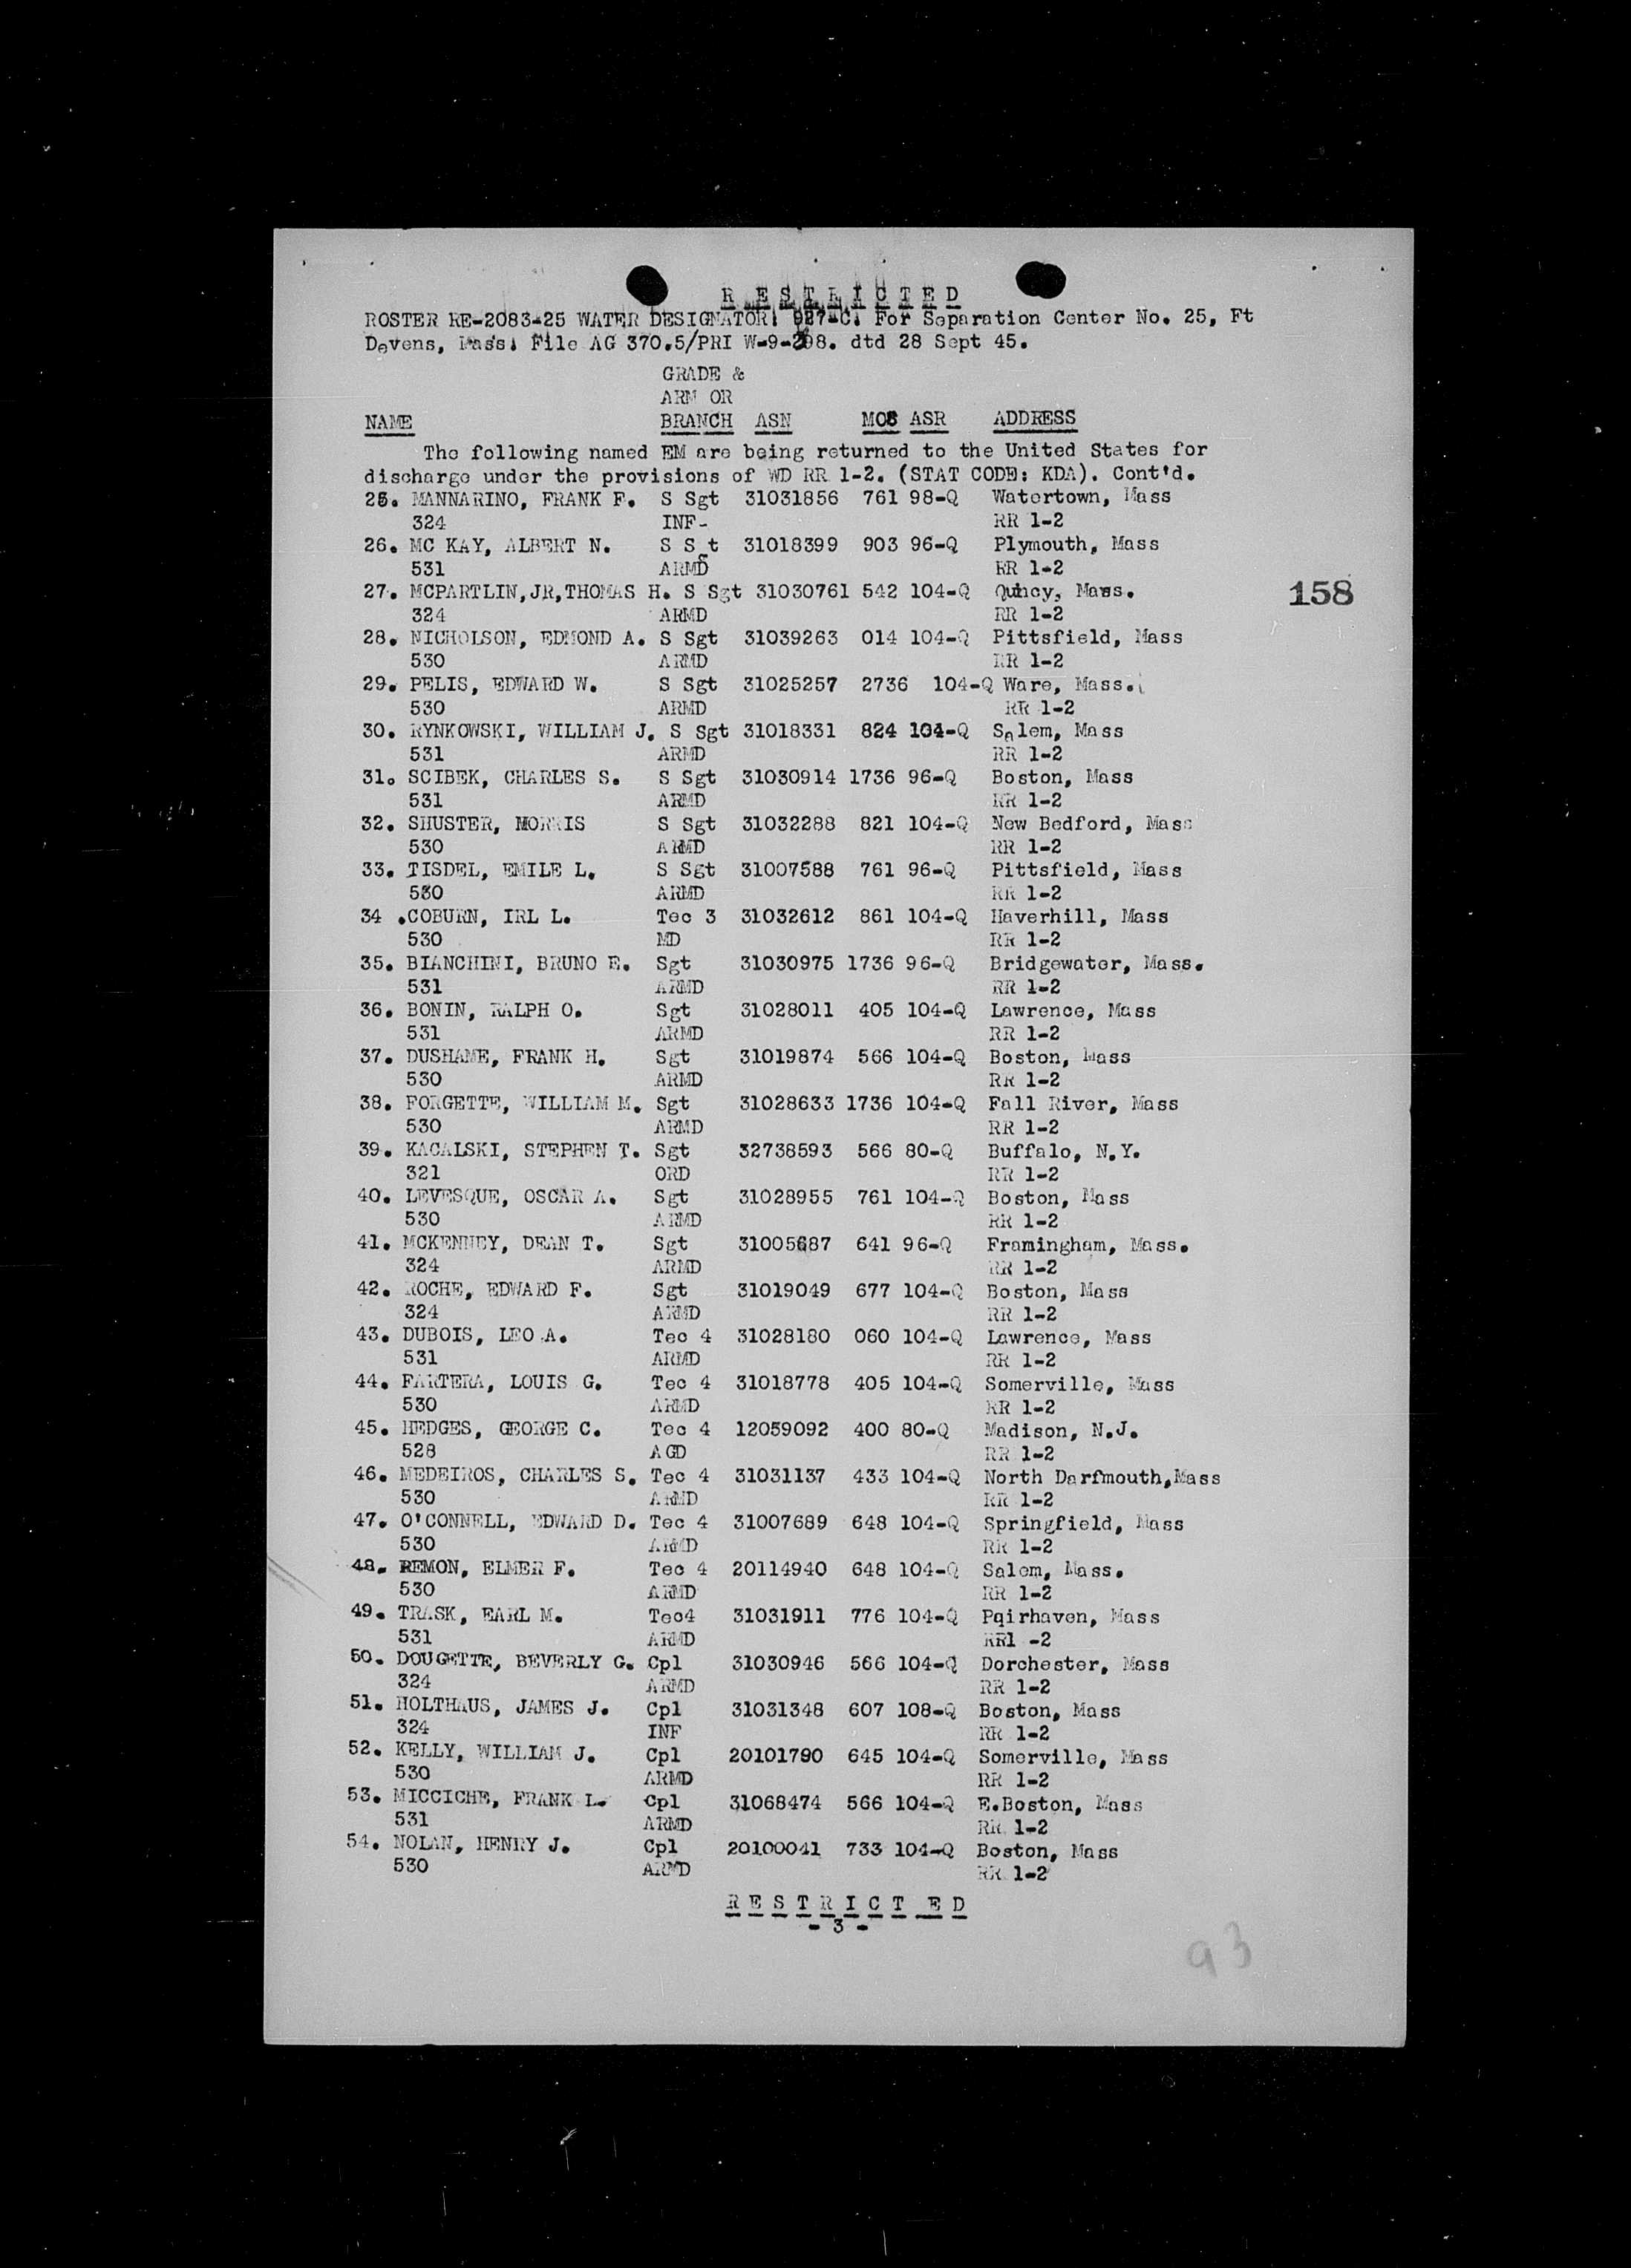 R E S T R I C T E D
ROSTER RE-2083-25 WATER DESIGNATOR: 927-C. For Separation Center No. 25, Ft
Devens, Mass. File AG 370.5/PRI W-9-298. dtd 28 Sept 45.
GRADE &
ARM OR
NAME BRANCH ASN MOS ASR ADDRESS
The following named EM are being returned to the United States for
discharge under the provisions of WD RR 1-2. (STAT CODE: KDA). Cont'd.
25. MANNARINO, FRANK F. S Sgt 31031856 761 98-Q Watertown, Mass
324 INF- RR 1-2
26. MC KAY, ALBERT N. S Sgt 31018399 903 96-Q Plymouth, Mass
531 ARMD RR 1-2
27. MCPARTLIN,JR,THOMAS H. S Sgt 31030761 542 104-Q Quincy, Mass.
158
324 ARMD RR 1-2
28. NICHOLSON, EDMOND A. S Sgt 31039263 014 104-Q Pittsfield, Mass
530 ARMD RR 1-2
29. PELIS, EDWARD W. S Sgt 31025257 2736 104-Q Ware, Mass.
530 ARMD RR 1-2
30. RYNKOWSKI, WILLIAM J. S Sgt 31018331 824 104-Q Salem, Mass
531 ARMD RR 1-2
31. SCIBEK, CHARLES S. S Sgt 31030914 1736 96-Q Boston, Mass
531 ARMD RR 1-2
32. SHUSTER, MORRIS S Sgt 31032288 821 104-Q New Bedford, Mass
530 ARMD RR 1-2
33. TISDEL, EMILE L. S Sgt 31007588 761 96-Q Pittsfield, Mass
530 ARMD RR 1-2
34 .COBURN, IRL L. Tec 3 31032612 861 104-Q Haverhill, Mass
530 MD RR 1-2
35. BIANCHINI, BRUNO E. Sgt 31030975 1736 96-Q Bridgewater, Mass.
531 ARMD RR 1-2
36. BONIN, RALPH O. Sgt 31028011 405 104-Q Lawrence, Mass
531 ARMD RR 1-2
37. DUSHAME, FRANK H. Sgt 31019874 566 104-Q Boston, Mass
530 ARMD RR 1-2
38. FORGETTE, WILLIAM M. Sgt 31028633 1736 104-Q Fall River, Mass
530 ARMD RR 1-2
39. KACALSKI, STEPHEN T. Sgt 32738593 566 80-Q Buffalo, N.Y.
321 ORD RR 1-2
40. LEVESQUE, OSCAR A. Sgt 31028955 761 104-Q Boston, Mass
530 ARMD RR 1-2
41. MCKENNEY, DEAN T. Sgt 31005687 641 96-Q Framingham, Mass.
324 ARMD RR 1-2
42. ROCHE, EDWARD F. Sgt 31019049 677 104-Q Boston, Mass
324 ARMD RR 1-2
43. DUBOIS, LEO A. Tec 4 31028180 060 104-Q Lawrence, Mass
531 ARMD RR 1-2
44. FARTERA, LOUIS G. Tec 4 31018778 405 104-Q Somerville, Mass
530 ARMD RR 1-2
45. HEDGES, GEORGE C. Tec 4 12059092 400 80-Q Madison, N.J.
528 AGD RR 1-2
46. MEDEIROS, CHARLES S. Tec 4 31031137 433 104-Q North Darfmouth,Mass
530 ARMD RR 1-2
47. O'CONNELL, EDWARD D. Tec 4 31007689 648 104-Q Springfield, Mass
530 ARMD RR 1-2
48. REMON, ELMER F. Tec 4 20114940 648 104-Q Salem, Mass.
530 ARMD RR 1-2
49. TRASK, EARL M. Tec4 31031911 776 104-Q Pqirhaven, Mass
531 ARMD RR1 -2
50. DOUGETTE, BEVERLY G. Cpl 31030946 566 104-Q Dorchester, Mass
324 ARMD RR 1-2
51. HOLTHAUS, JAMES J. Cpl 31031348 607 108-Q Boston, Mass
324 INF RR 1-2
52. KELLY, WILLIAM J. Cpl 20101790 645 104-Q Somerville, Mass
530 ARMD RR 1-2
53. MICCICHE, FRANK L. Cpl 31068474 566 104-Q E.Boston, Mass
531 ARMD RR 1-2
54. NOLAN, HENRY J. Cpl 20100041 733 104-Q Boston, Mass
530 ARMD RR 1-2
R E S T R I C T E D
- 3 -
93